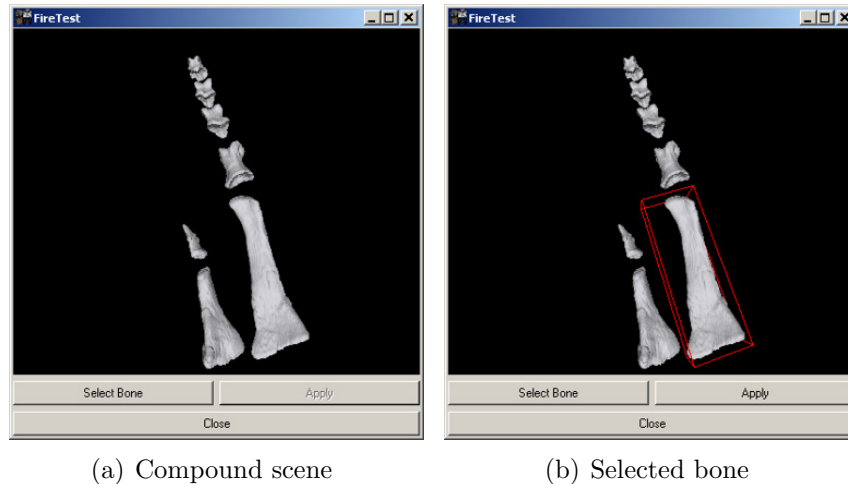 FireTest
FireTest
Select Bone Apply
Select Bone Apply
Close
Close
(a) Compound scene
(b) Selected bone